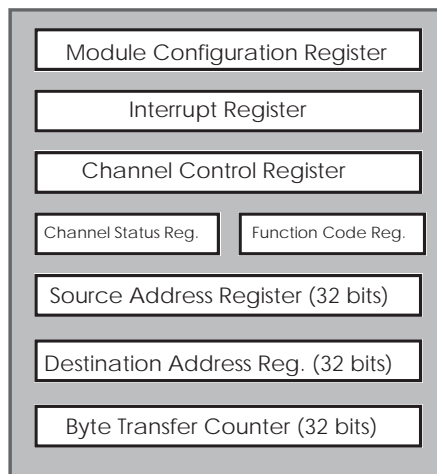 Module Configuration Register
Interrupt Register
Channel Control Register
Channel Status Reg.
Function Code Reg.
Source Address Register (32 bits)
Destination Address Reg. (32 bits)
Byte Transfer Counter (32 bits)